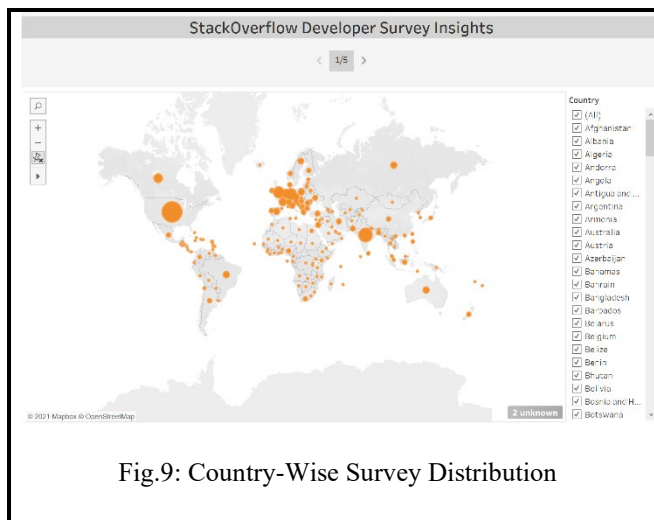 StackOverflow Developer Survey Insights
< 1/5 >
Country
(All)
Afghanistan
Albania
Algeria
Andorra
Angola
Antigua and ...
Argentina
Armenia
Australia
Austria
Azerbaijan
Bahamas
Bahrain
Bangladesh
Barbados
Belarus
Belgium
Belize
Benin
Bhutan
Bolivia
Bosnia and H...
Botswana
© 2021 Mapbox © OpenStreetMap
2 unknown
Fig.9: Country-Wise Survey Distribution